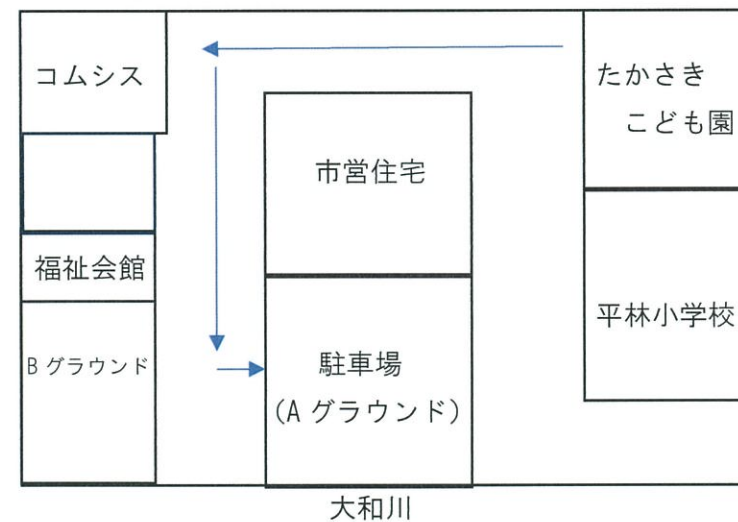 コムシス
たかさき
こども園
市営住宅
福祉会館
平林小学校
B グラウンド
駐車場
(A グラウンド)
大和川